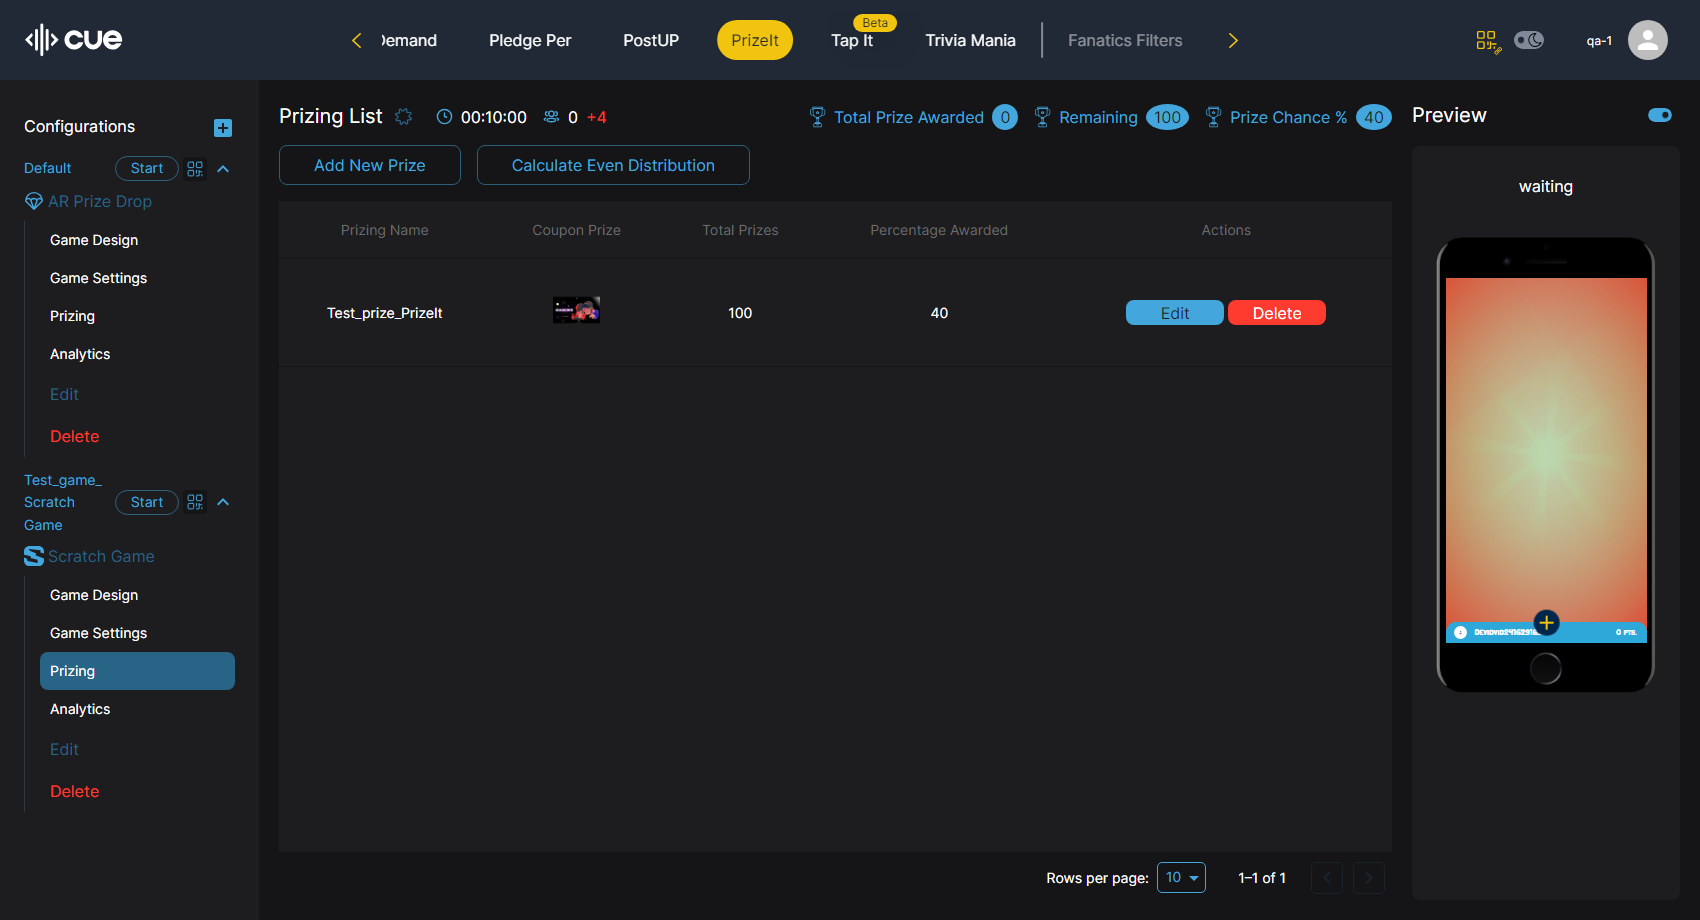 cue
Demand
Pledge Per
PostUP
PrizeIt
Beta
Tap It
Trivia Mania
Fanatics Filters
qa-1
Configurations
Default
Start
AR Prize Drop
Game Design
Game Settings
Prizing
Analytics
Edit
Delete
Test_game_
Scratch
Game
Start
Scratch Game
Game Design
Game Settings
Prizing
Analytics
Edit
Delete
Prizing List
00:10:00
0 +4
Total Prize Awarded 0
Remaining 100
Prize Chance % 40
Add New Prize
Calculate Even Distribution
Prizing Name
Coupon Prize
Total Prizes
Percentage Awarded
Actions
Test_prize_PrizeIt
100
40
Edit
Delete
Rows per page: 10
1–1 of 1
Preview
waiting
0 PTS.